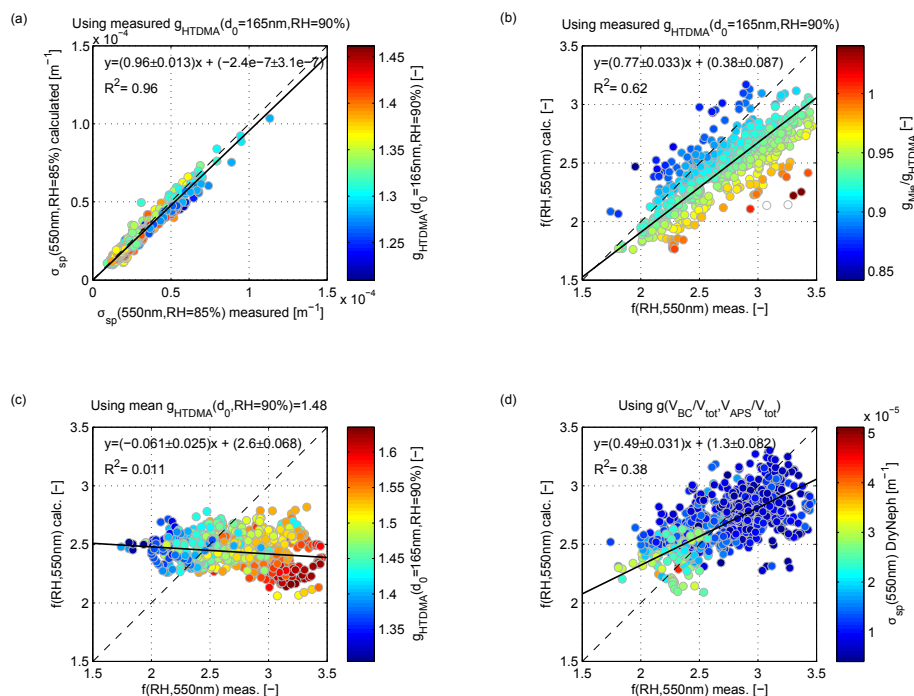 (a)
Using measured g_HTDMA(d_0=165nm,RH=90%)
x 10^−4
y=(0.96±0.013)x + (−2.4e−7±3.1e−7)
R^2= 0.96
1.5
1
0.5
0
σ_sp(550nm,RH=85%) calculated [m^−1]
0 0.5 1 1.5
x 10^−4
σ_sp(550nm,RH=85%) measured [m^−1]
1.45
1.4
1.35
1.3
1.25
g_HTDMA(d_0=165nm,RH=90%) [−]
(b)
Using measured g_HTDMA(d_0=165nm,RH=90%)
y=(0.77±0.033)x + (0.38±0.087)
R^2= 0.62
3.5
3
2.5
2
1.5
f(RH,550nm) calc. [−]
1.5 2 2.5 3 3.5
f(RH,550nm) meas. [−]
1
0.95
0.9
0.85
g_Mie/g_HTDMA [−]
(c)
Using mean g_HTDMA(d_0,RH=90%)=1.48
y=(−0.061±0.025)x + (2.6±0.068)
R^2= 0.011
3.5
3
2.5
2
1.5
f(RH,550nm) calc. [−]
1.5 2 2.5 3 3.5
f(RH,550nm) meas. [−]
1.6
1.55
1.5
1.45
1.4
1.35
g_HTDMA(d_0=165nm,RH=90%) [−]
(d)
Using g(V_BC/V_tot,V_APS/V_tot)
y=(0.49±0.031)x + (1.3±0.082)
R^2= 0.38
3.5
3
2.5
2
1.5
f(RH,550nm) calc. [−]
1.5 2 2.5 3 3.5
f(RH,550nm) meas. [−]
x 10^−5
5
4
3
2
1
σ_sp(550nm) DryNeph [m^−1]